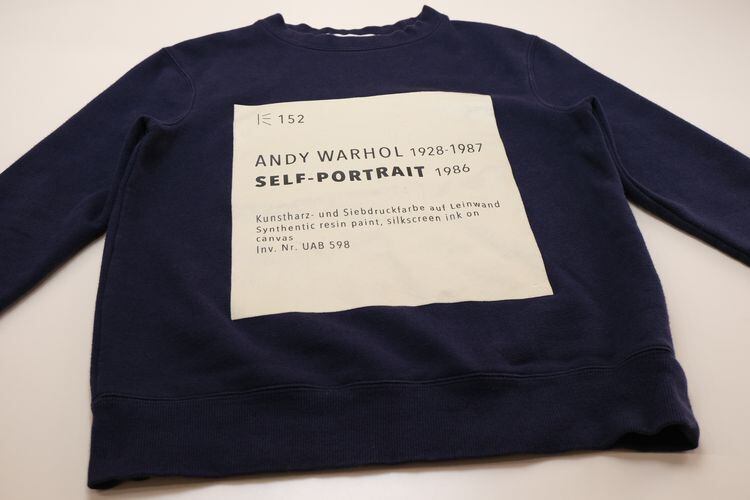 152
ANDY WARHOL 1928-1987
SELF-PORTRAIT 1986
Kunstharz- und Siebdruckfarbe auf Leinwand
Synthentic resin paint, silkscreen ink on
canvas
Inv. Nr. UAB 598